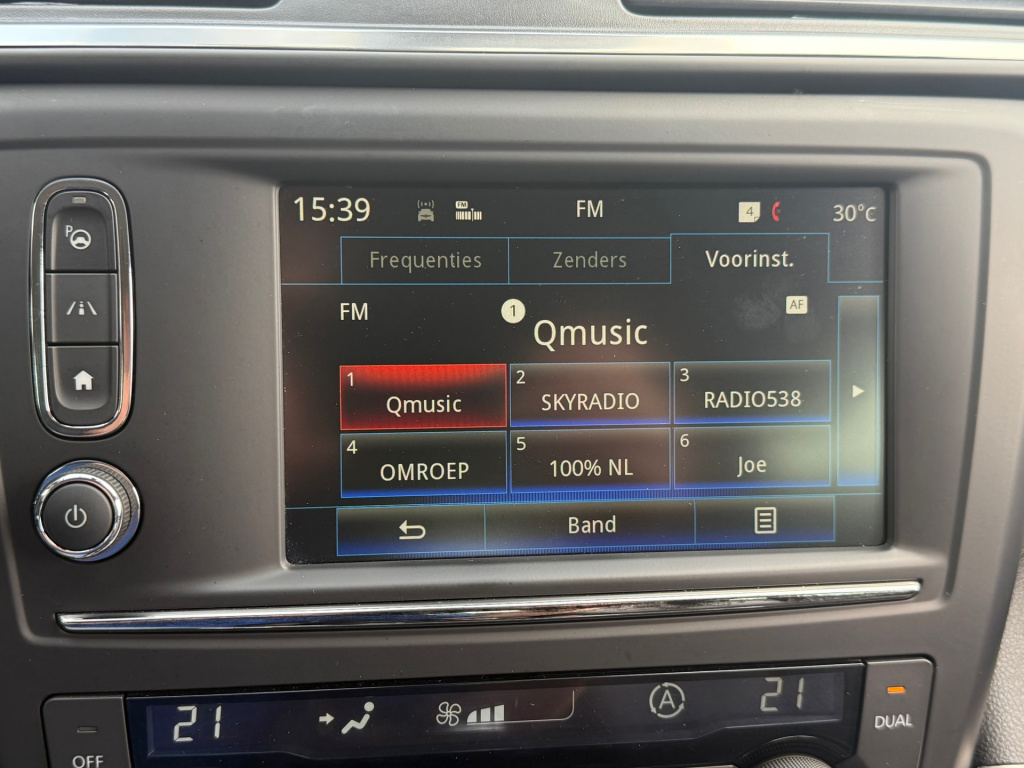 15:39 FM FM 4 30°c
Frequenties Zenders Voorinst.
FM 1 AF
Qmusic
1 2 3
Qmusic SKYRADIO RADIO538
4 5 6
OMROEP 100% NL Joe
Band
P
21 A 21
OFF DUAL